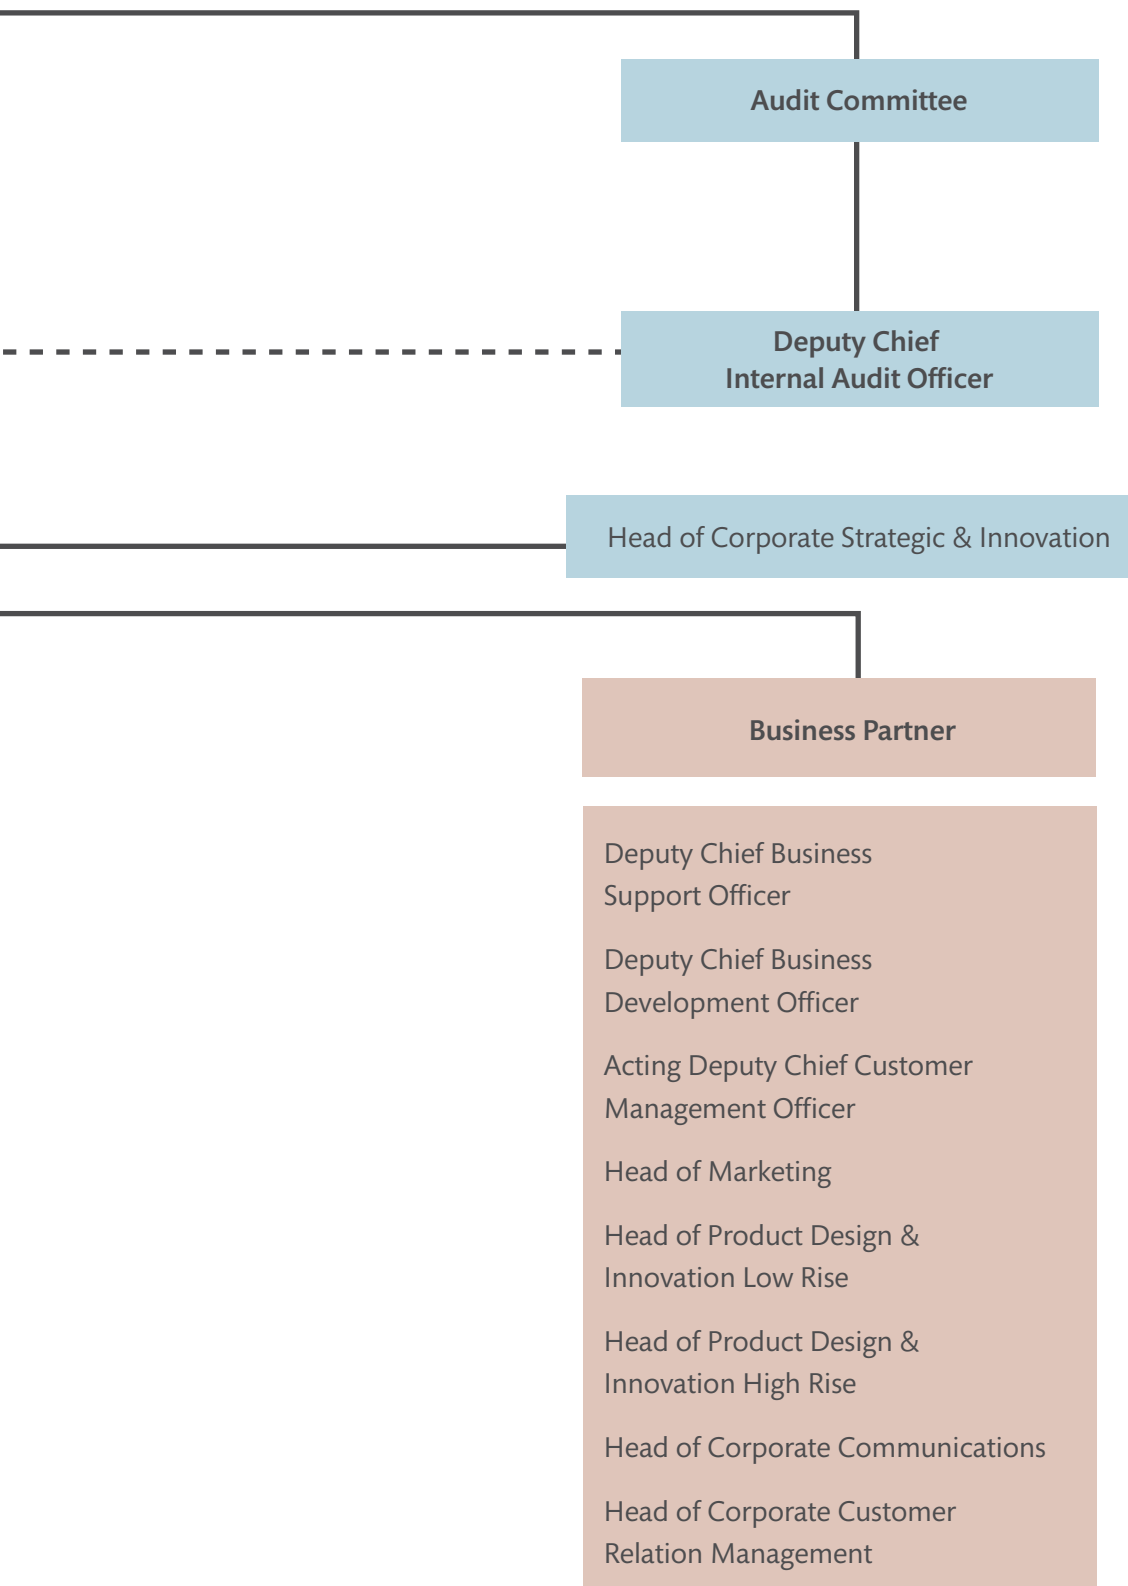 Audit Committee
Deputy Chief
Internal Audit Officer
Head of Corporate Strategic & Innovation
Business Partner
Deputy Chief Business
Support Officer
Deputy Chief Business
Development Officer
Acting Deputy Chief Customer
Management Officer
Head of Marketing
Head of Product Design &
Innovation Low Rise
Head of Product Design &
Innovation High Rise
Head of Corporate Communications
Head of Corporate Customer
Relation Management